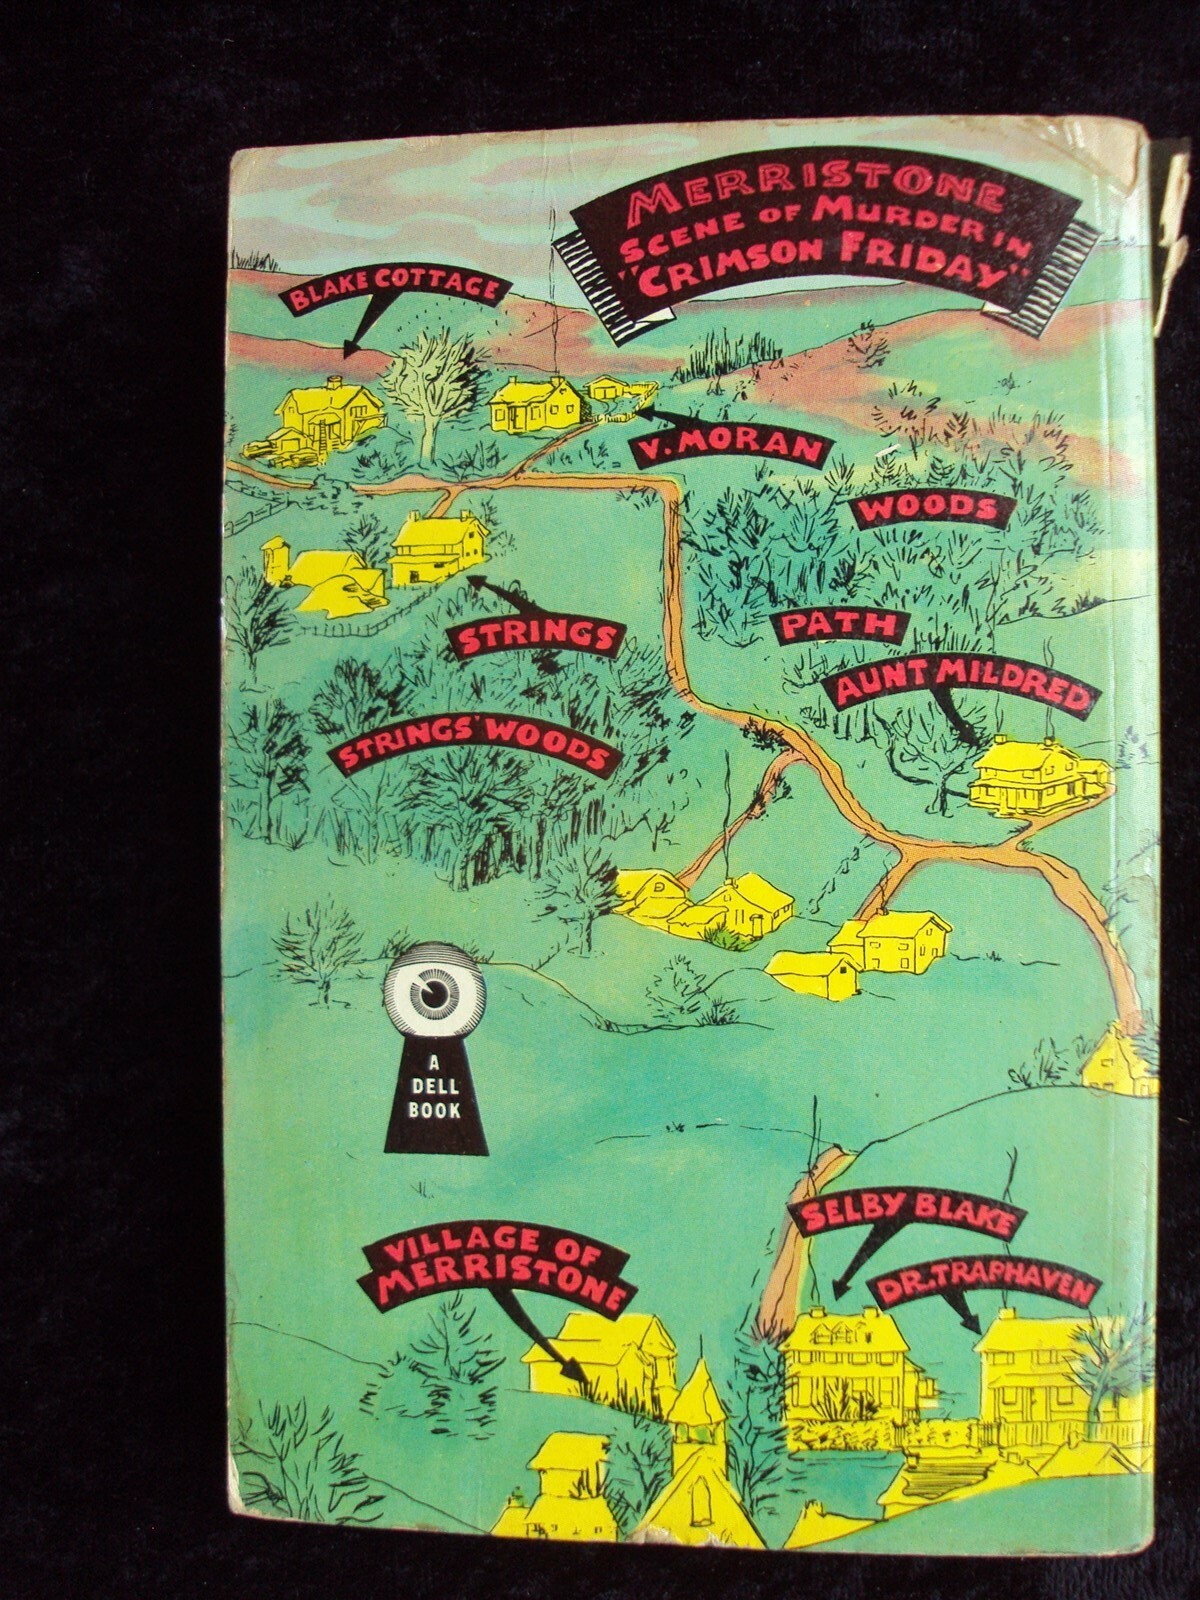 MERRISTONE
SCENE OF MURDER IN
"CRIMSON FRIDAY"
BLAKE COTTAGE
V. MORAN
WOODS
PATH
STRINGS
AUNT MILDRED
STRINGS' WOODS
A
DELL
BOOK
SELBY BLAKE
VILLAGE OF
MERRISTONE
DR. TRAPHAVEN